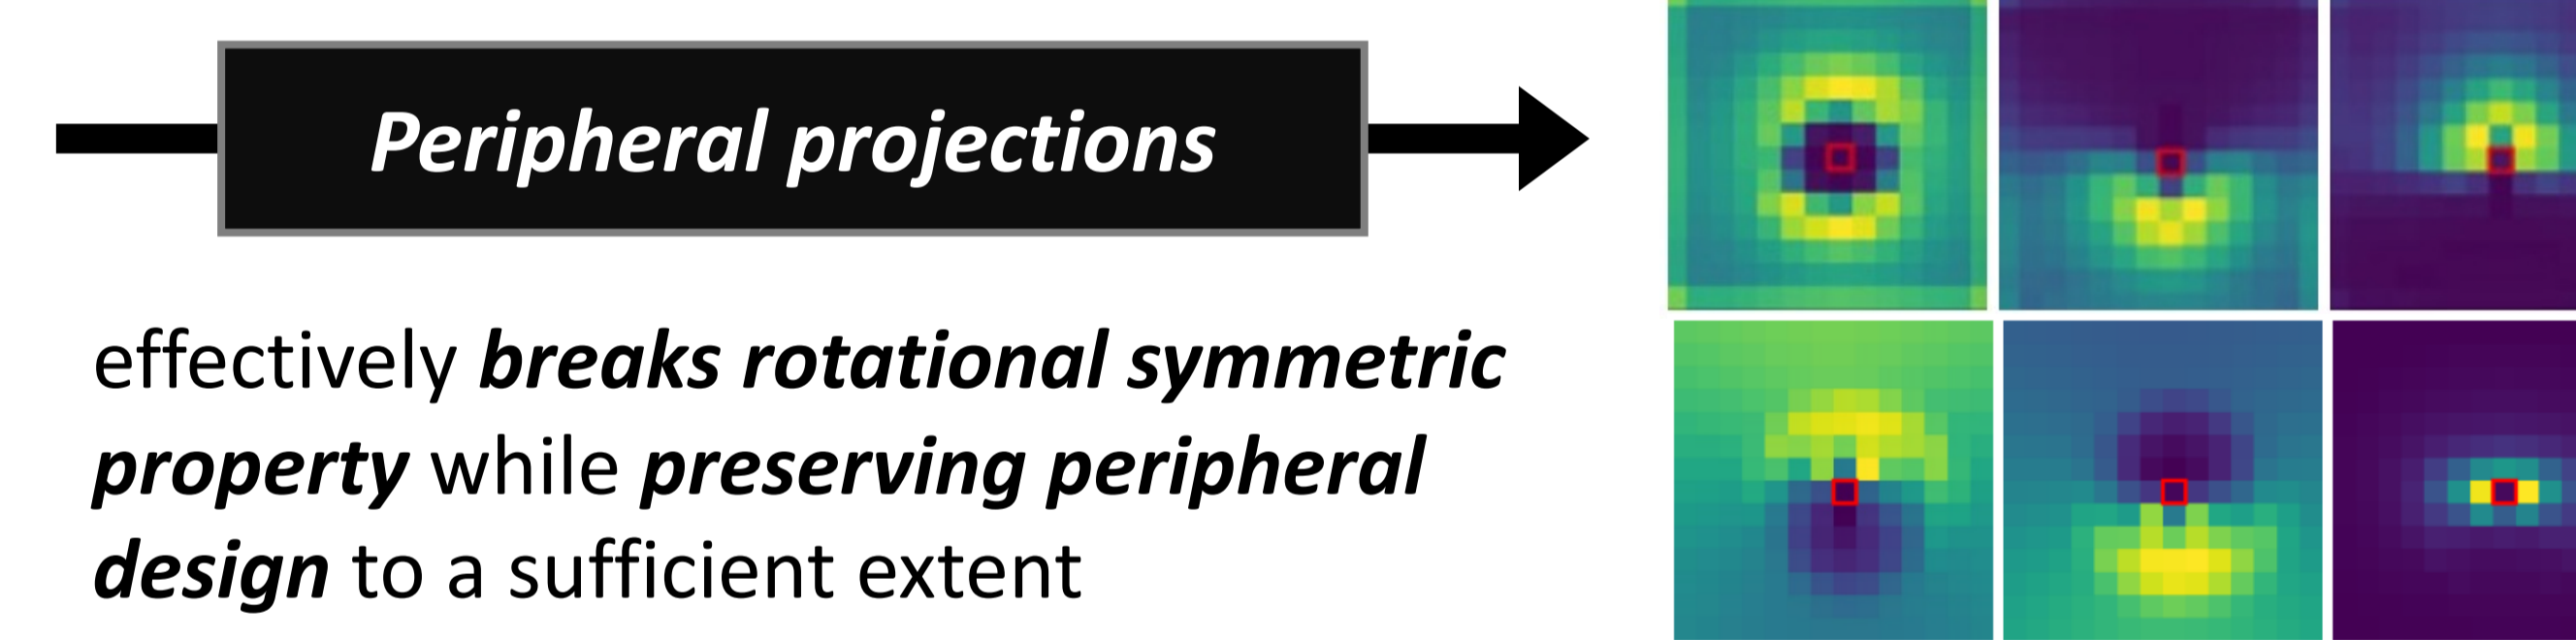 Peripheral projections
effectively breaks rotational symmetric
property while preserving peripheral
design to a sufficient extent